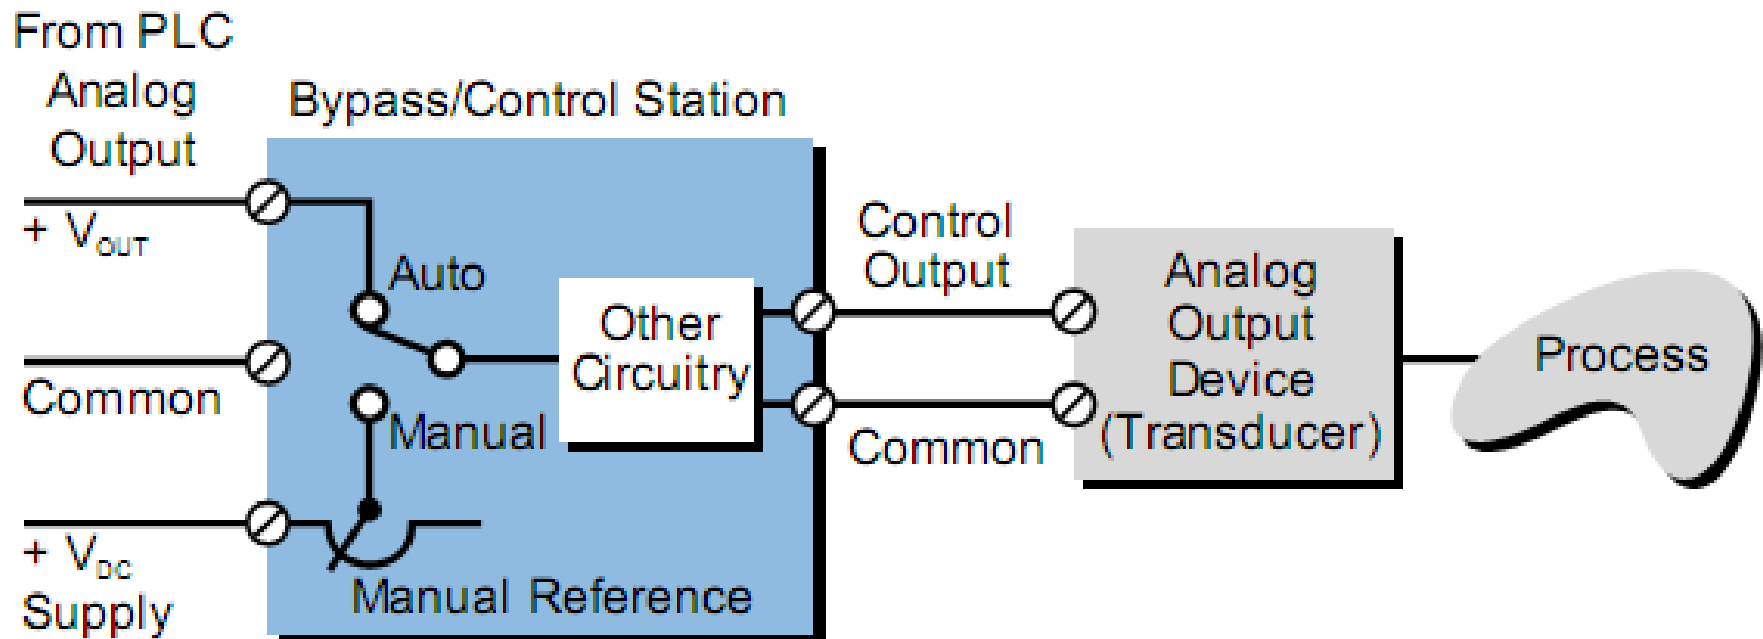 From PLC
Analog
Output
Bypass/Control Station
+ VOUT
Auto
Control
Output
Other
Circuitry
Analog
Output
Device
(Transducer)
Process
Common
Manual
Common
+ VDC
Supply
Manual Reference